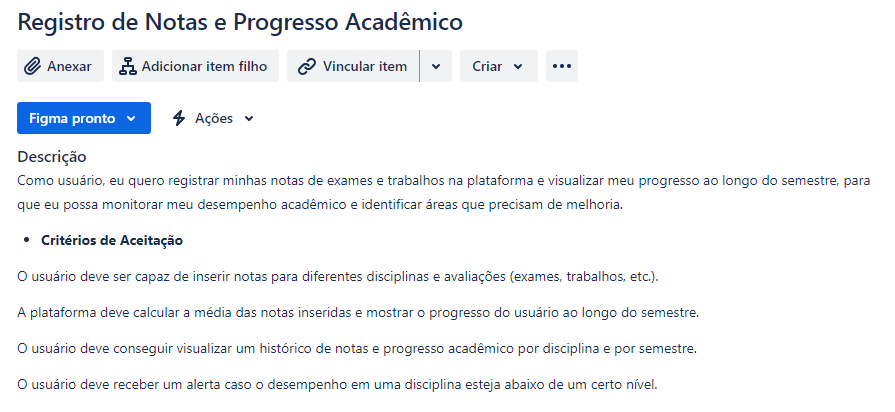 Registro de Notas e Progresso Acadêmico
Anexar Adicionar item filho Vincular item Criar
Figma pronto Ações
Descrição
Como usuário, eu quero registrar minhas notas de exames e trabalhos na plataforma e visualizar meu progresso ao longo do semestre, para
que eu possa monitorar meu desempenho acadêmico e identificar áreas que precisam de melhoria.
• Critérios de Aceitação
O usuário deve ser capaz de inserir notas para diferentes disciplinas e avaliações (exames, trabalhos, etc.).
A plataforma deve calcular a média das notas inseridas e mostrar o progresso do usuário ao longo do semestre.
O usuário deve conseguir visualizar um histórico de notas e progresso acadêmico por disciplina e por semestre.
O usuário deve receber um alerta caso o desempenho em uma disciplina esteja abaixo de um certo nível.